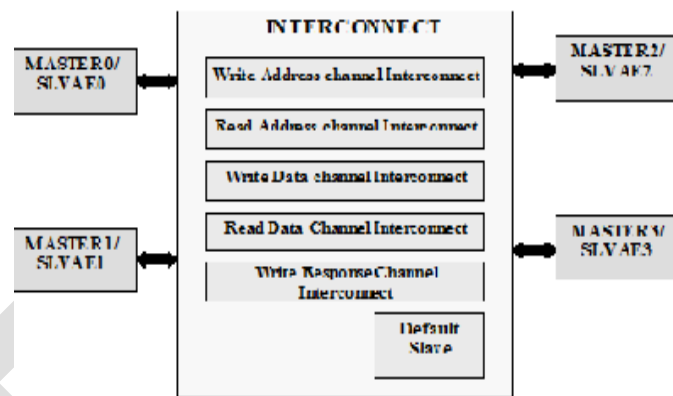 INTERCONNECT
MASTER0/
SLVAE0
MASTER2/
SLVAE2
Write Address channel Interconnect
Read Address channel Interconnect
Write Data channel Interconnect
Read Data Channel Interconnect
MASTER1/
SLVAE1
MASTER3/
SLVAE3
Write Response Channel
Interconnect
Default
Slave